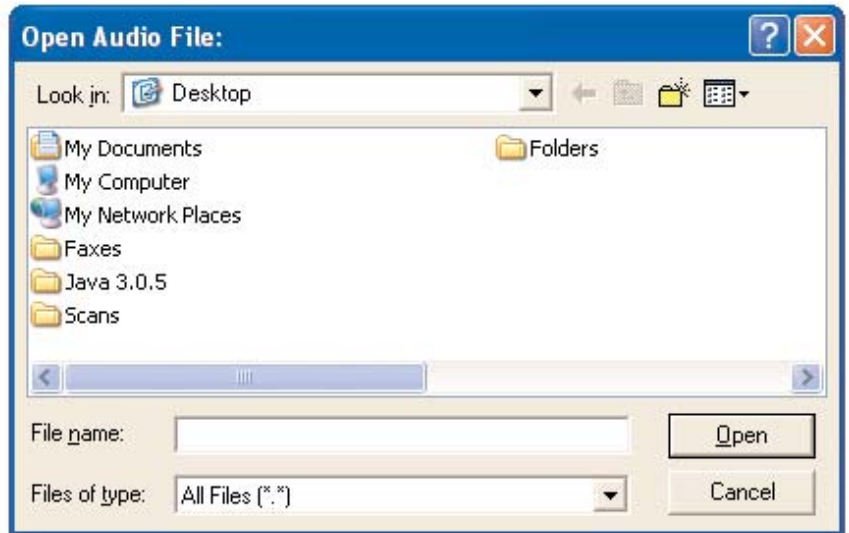 Open Audio File:
Look in: Desktop
My Documents
My Computer
My Network Places
Faxes
Java 3.0.5
Scans
Folders
File name:
Open
Files of type: All Files (*.*)
Cancel